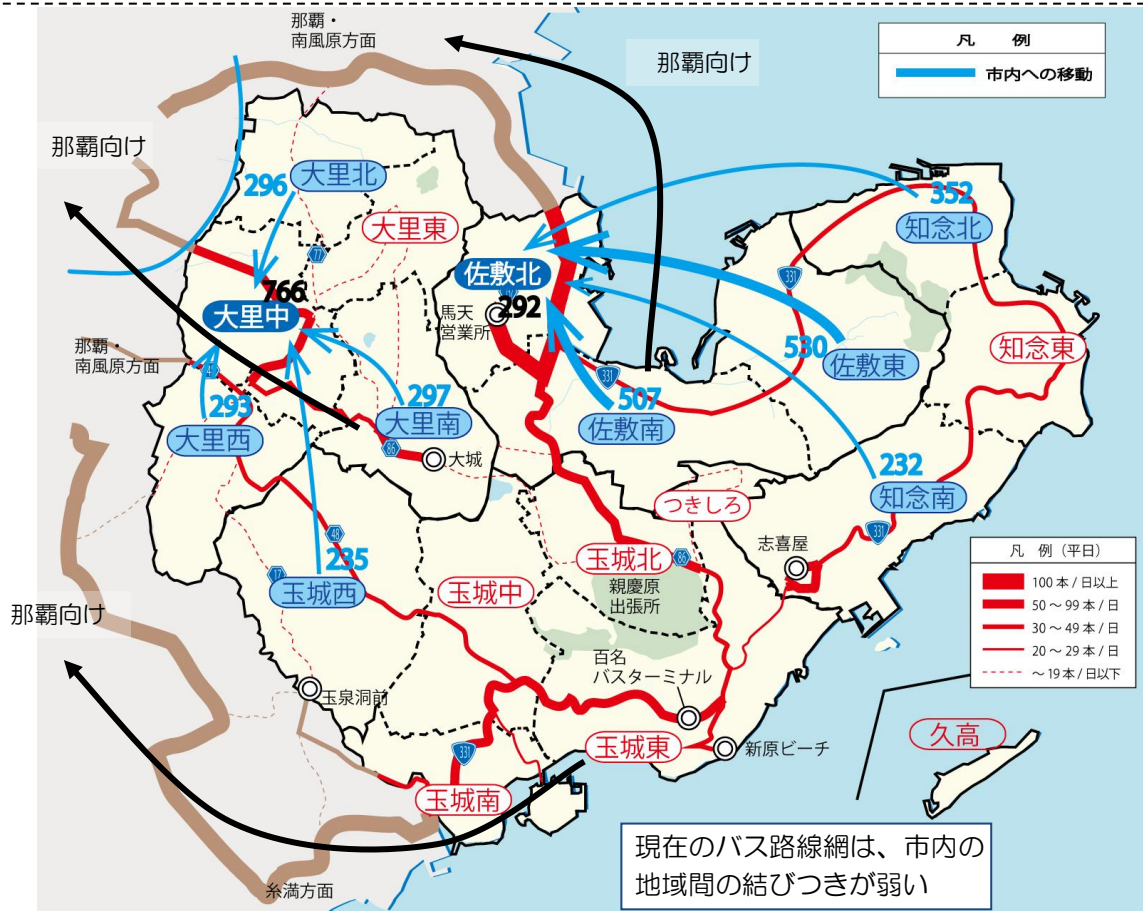 那覇・
南風原方面
那覇向け
凡 例
市内への移動
那覇向け
大里北
296
352
知念北
大里東
77
佐敷北
331
766
292
大里中
馬天
営業所
那覇・
南風原方面
知念東
530
佐敷東
48
331
293
297
507
大里西
大里南
佐敷南
86
大城
232
知念南
つきしろ
48
331
志喜屋
凡 例(平日)
235
玉城北
86
77
玉城西
玉城中
親慶原
出張所
100本/日以上
50~99本/日
30~49本/日
20~29本/日
~19本/日以下
那覇向け
百名
バスターミナル
玉泉洞前
久高
331
玉城東
新原ビーチ
玉城南
現在のバス路線網は、市内の
地域間の結びつきが弱い
糸満方面